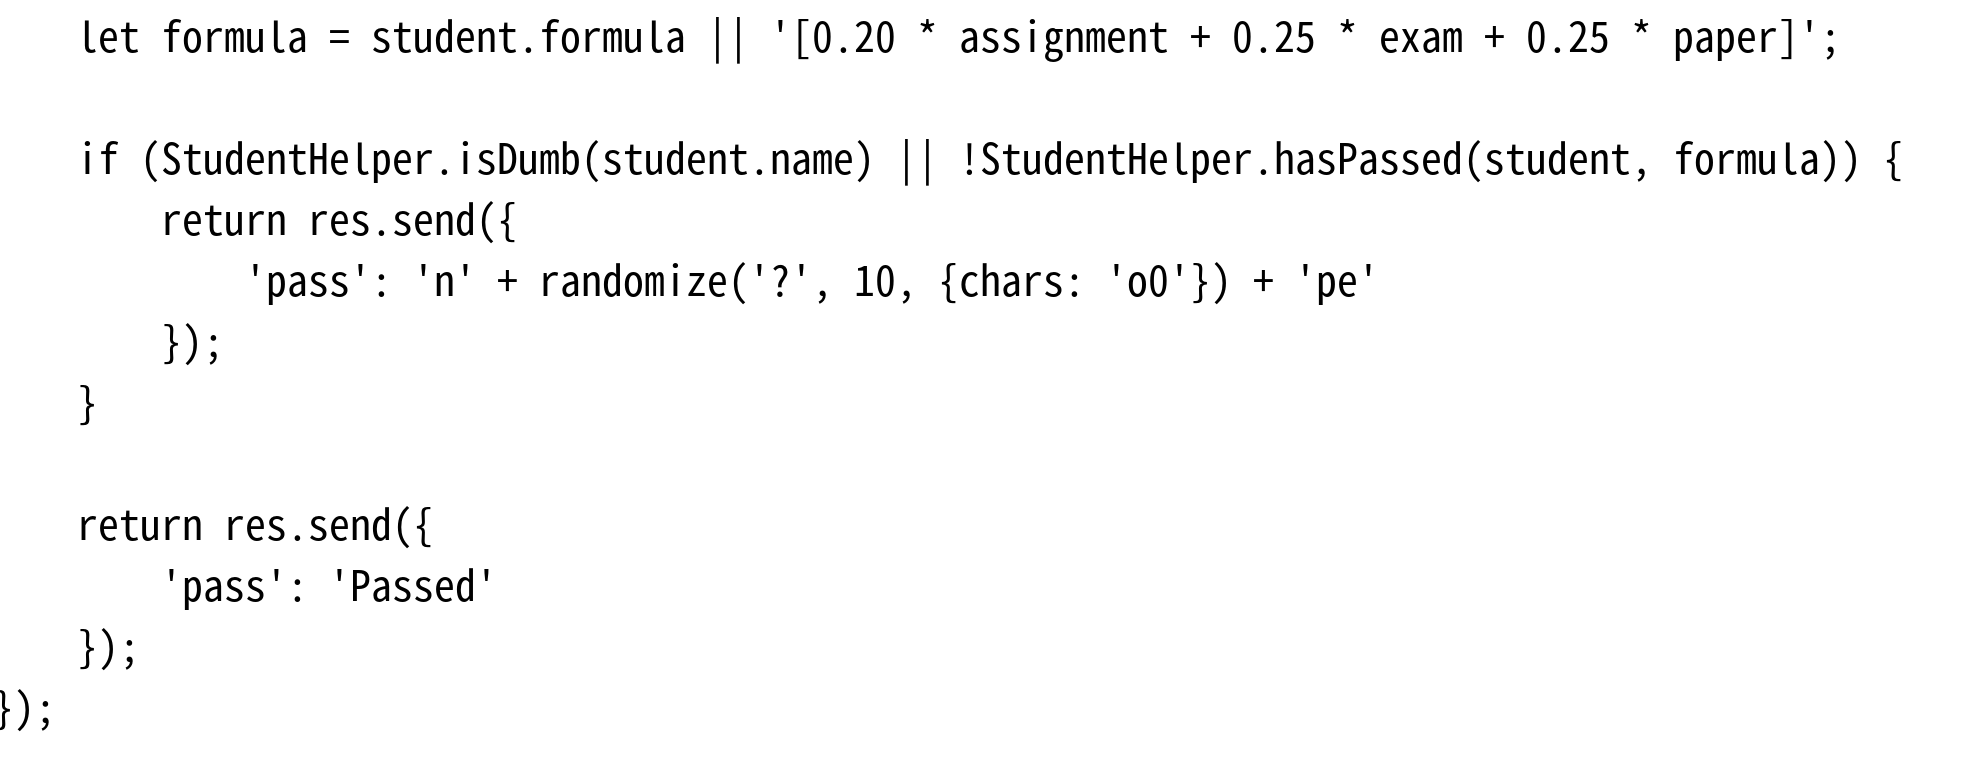 let formula = student.formula || '[0.20 * assignment + 0.25 * exam + 0.25 * paper]';
if (StudentHelper.isDumb(student.name) || !StudentHelper.hasPassed(student, formula)) {
return res.send({
'pass': 'n' + randomize('?', 10, {chars: 'o0'}) + 'pe'
});
}
return res.send({
'pass': 'Passed'
});
});